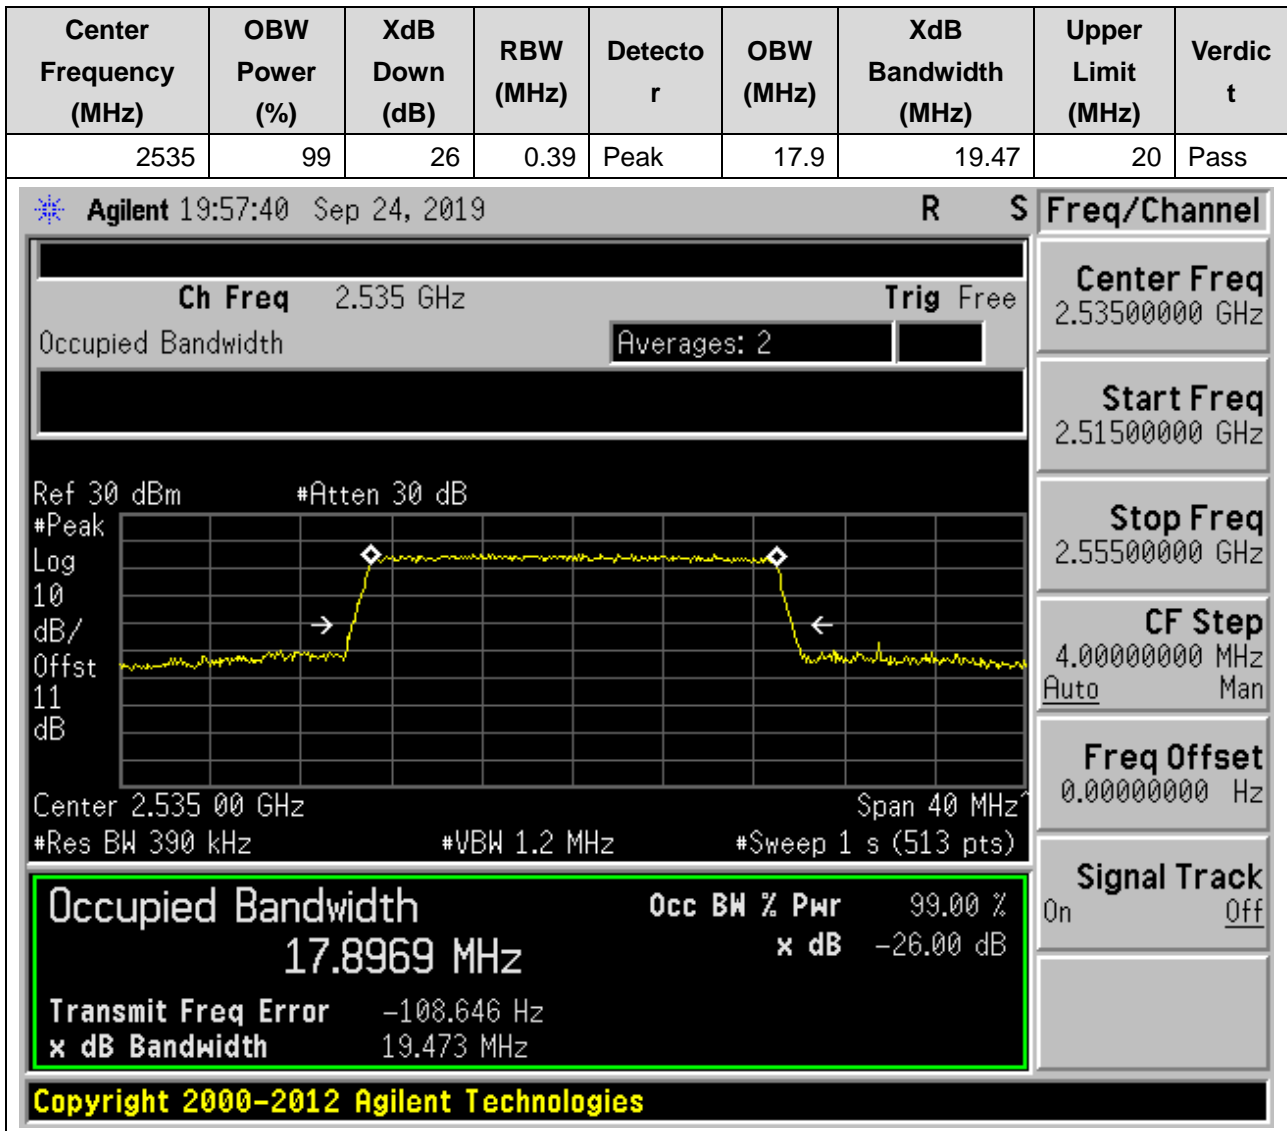 Center Frequency (MHz) OBW Power (%) XdB Down (dB) RBW (MHz) Detecto r OBW (MHz) XdB Bandwidth (MHz) Upper Limit (MHz) Verdic t
2535 99 26 0.39 Peak 17.9 19.47 20 Pass
Agilent 19:57:40 Sep 24, 2019 R S Freq/Channel
Ch Freq 2.535 GHz Trig Free
Occupied Bandwidth Averages: 2
Center Freq
2.53500000 GHz
Start Freq
2.51500000 GHz
Stop Freq
2.55500000 GHz
CF Step
4.00000000 MHz
Auto Man
Freq Offset
0.00000000 Hz
Signal Track
On Off
Ref 30 dBm #Atten 30 dB
#Peak
Log
10
dB/
Offst
11
dB
Center 2.535 00 GHz Span 40 MHz^
#Res BW 390 kHz #VBW 1.2 MHz #Sweep 1 s (513 pts)
Occupied Bandwidth Occ BW % Pwr 99.00 %
17.8969 MHz x dB -26.00 dB
Transmit Freq Error -108.646 Hz
x dB Bandwidth 19.473 MHz
Copyright 2000-2012 Agilent Technologies